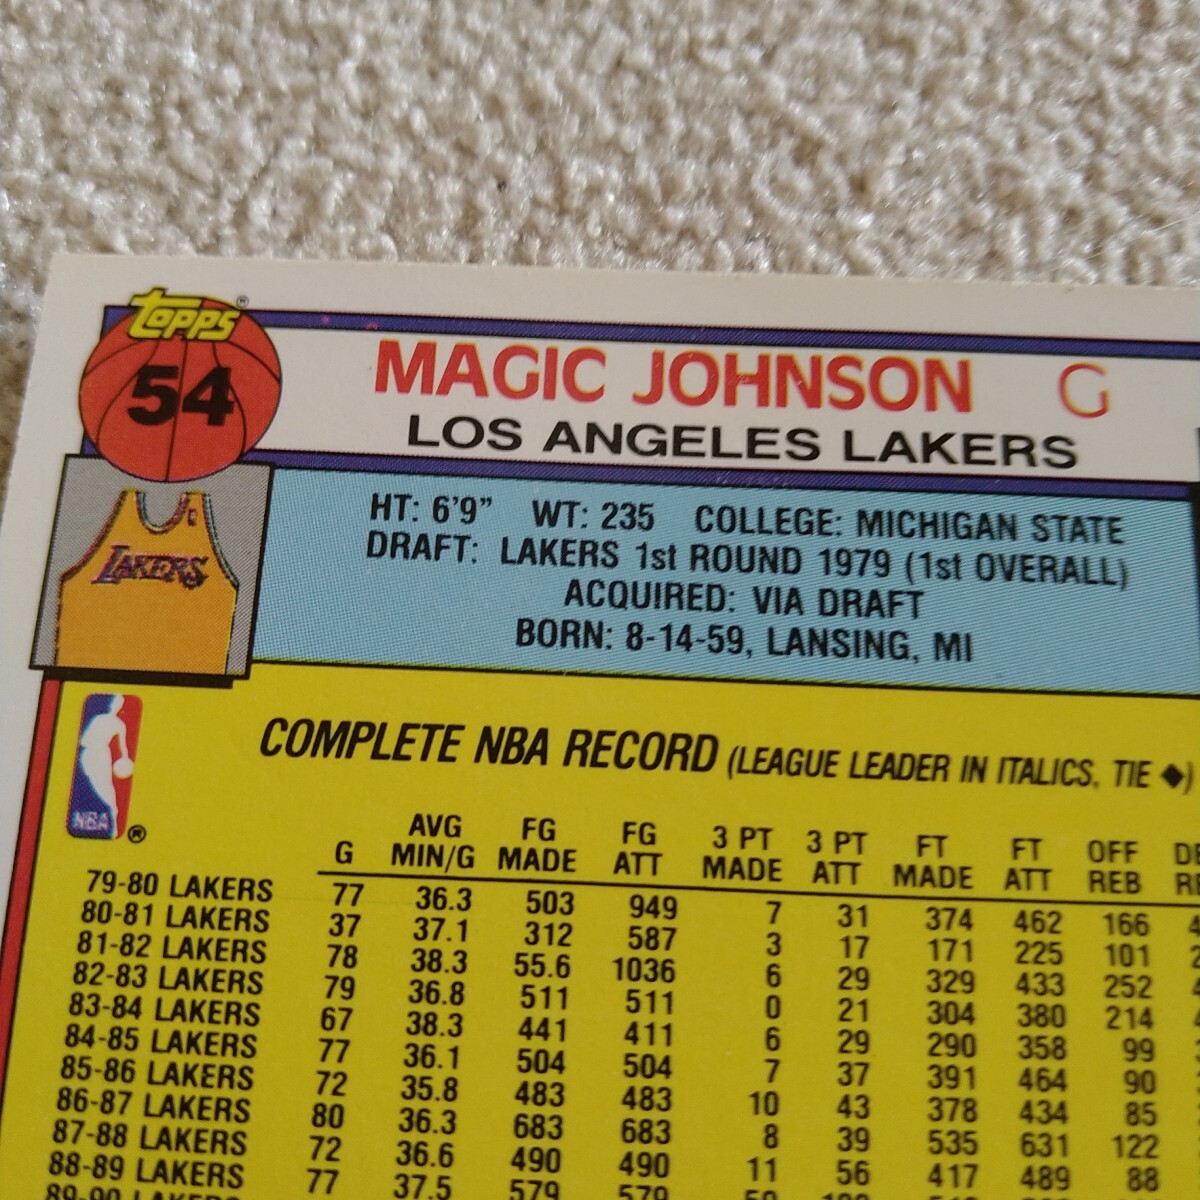 topps®
54
MAGIC JOHNSON G
LOS ANGELES LAKERS
LAKERS
HT: 6'9" WT: 235 COLLEGE: MICHIGAN STATE
DRAFT: LAKERS 1st ROUND 1979 (1st OVERALL)
ACQUIRED: VIA DRAFT
BORN: 8-14-59, LANSING, MI
NBA ®
COMPLETE NBA RECORD (LEAGUE LEADER IN ITALICS, TIE ◆)
G AVG MIN/G FG MADE FG ATT 3 PT MADE 3 PT ATT FT MADE FT ATT OFF REB
79-80 LAKERS 77 36.3 503 949 7 31 374 462 166
80-81 LAKERS 37 37.1 312 587 3 17 171 225 101
81-82 LAKERS 78 38.3 55.6 1036 6 29 329 433 252
82-83 LAKERS 79 36.8 511 511 0 21 304 380 214
83-84 LAKERS 67 38.3 441 411 6 29 290 358 99
84-85 LAKERS 77 36.1 504 504 7 37 391 464 90
85-86 LAKERS 72 35.8 483 483 10 43 378 434 85
86-87 LAKERS 80 36.3 683 683 8 39 535 631 122
87-88 LAKERS 72 36.6 490 490 11 56 417 489 88
88-89 LAKERS 77 37.5 579 579
89-90 LAKERS